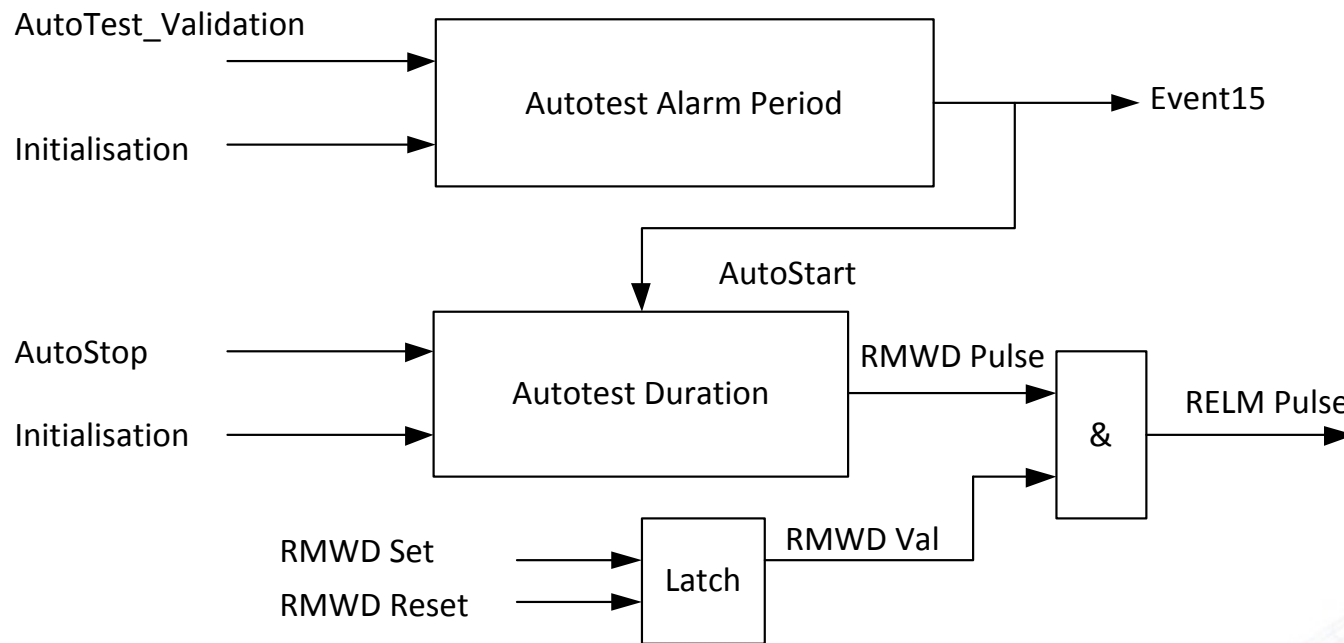 AutoTest_Validation
Autotest Alarm Period
Event15
Initialisation
AutoStart
AutoStop
Autotest Duration
RMWD Pulse
RELM Pulse
Initialisation
&
RMWD Set
RMWD Val
Latch
RMWD Reset